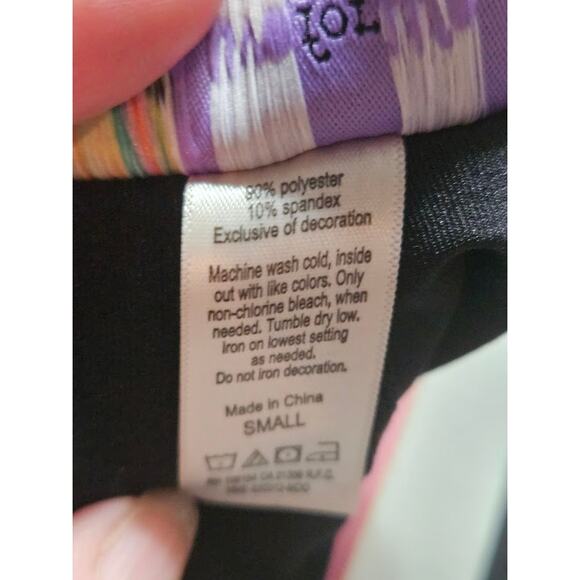 90% polyester
10% spandex
Exclusive of decoration
Machine wash cold, inside
out with like colors. Only
non-chlorine bleach, when
needed. Tumble dry low.
Iron on lowest setting
as needed.
Do not iron decoration.
Made in China
SMALL